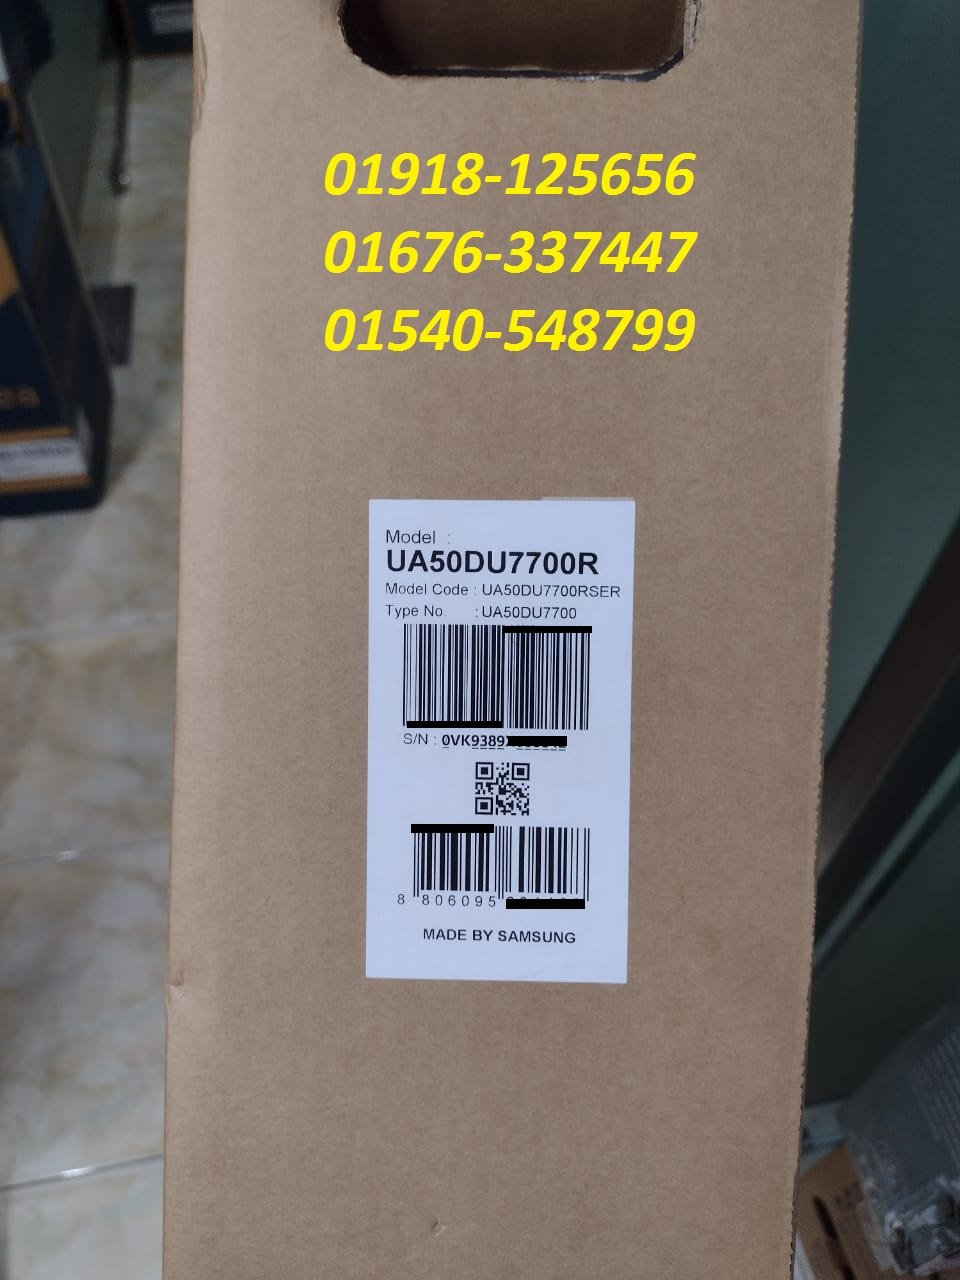 01918-125656
01676-337447
01540-548799
Model :
UA50DU7700R
Model Code : UA50DU7700RSER
Type No. : UA50DU7700
S/N : 0VK9389
8 806095
MADE BY SAMSUNG